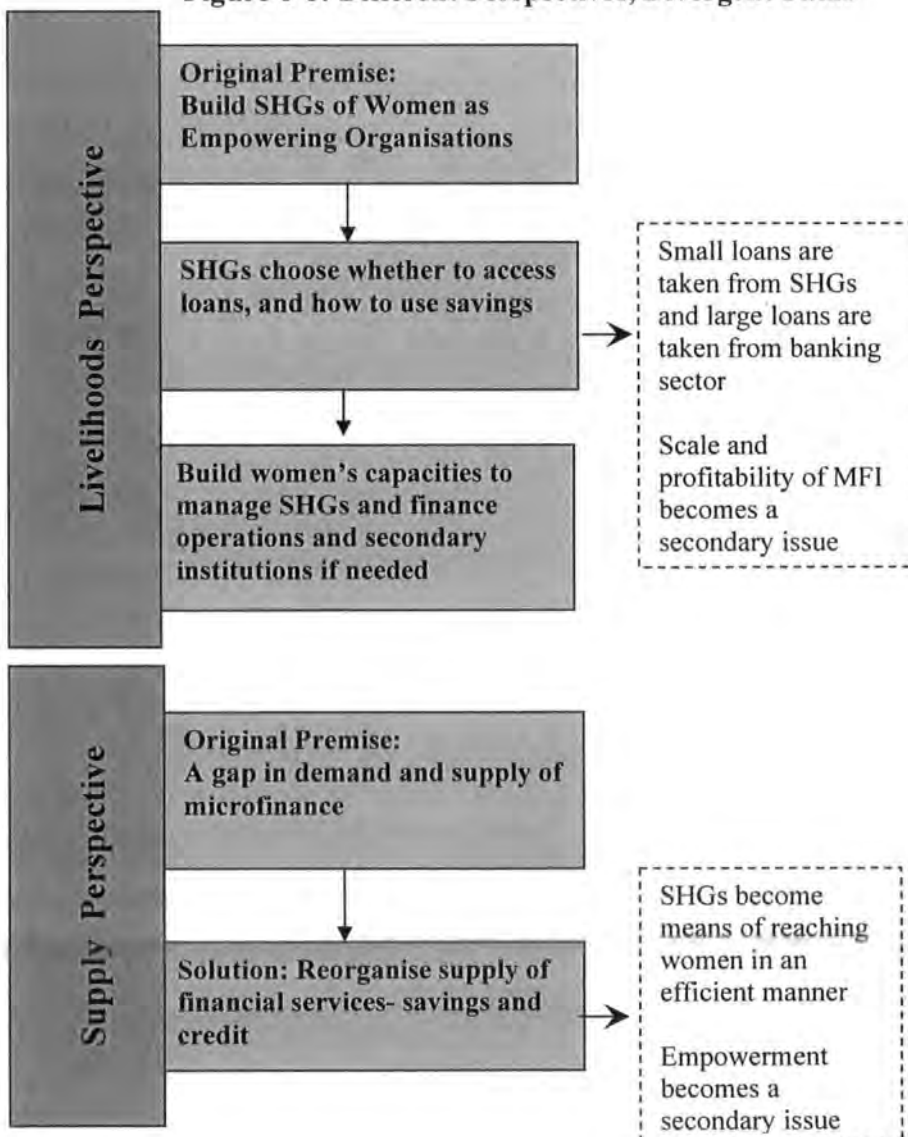 Livelihoods Perspective
Original Premise:
Build SHGs of Women as
Empowering Organisations
SHGs choose whether to access
loans, and how to use savings
Small loans are
taken from SHGs
and large loans are
taken from banking
sector
Scale and
profitability of MFI
becomes a
secondary issue
Build women's capacities to
manage SHGs and finance
operations and secondary
institutions if needed
Supply Perspective
Original Premise:
A gap in demand and supply of
microfinance
Solution: Reorganise supply of
financial services- savings and
credit
SHGs become
means of reaching
women in an
efficient manner
Empowerment
becomes a
secondary issue